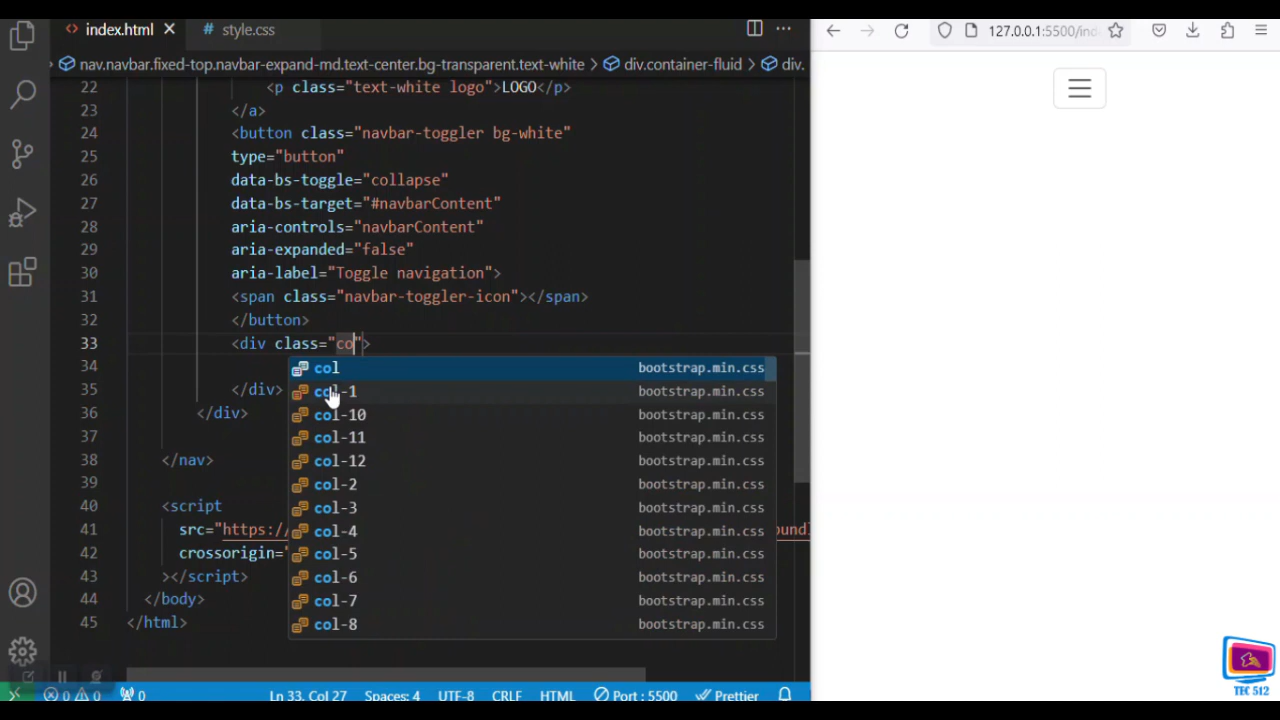 index.html
style.css
127.0.0.1:5500/ind
nav.navbar.fixed-top.navbar-expand-md.text-center.bg-transparent.text-white
div.container-fluid
div.
22 <p class="text-white logo">LOGO</p>
23 </a>
24 <button class="navbar-toggler bg-white"
25 type="button"
26 data-bs-toggle="collapse"
27 data-bs-target="#navbarContent"
28 aria-controls="navbarContent"
29 aria-expanded="false"
30 aria-label="Toggle navigation">
31 <span class="navbar-toggler-icon"></span>
32 </button>
33 <div class="co">
34
35 </div>
36 </div>
37
38 </nav>
39
40 <script
41 src="https:/
42 crossorigin="
43 ></script>
44 </body>
45 </html>
col bootstrap.min.css
col-1 bootstrap.min.css
col-10 bootstrap.min.css
col-11 bootstrap.min.css
col-12 bootstrap.min.css
col-2 bootstrap.min.css
col-3 bootstrap.min.css
col-4 bootstrap.min.css
col-5 bootstrap.min.css
col-6 bootstrap.min.css
col-7 bootstrap.min.css
col-8 bootstrap.min.css
0 0 0 Ln 33, Col 27 Spaces: 4 UTF-8 CRLF HTML Port : 5500 Prettier
TEC 512